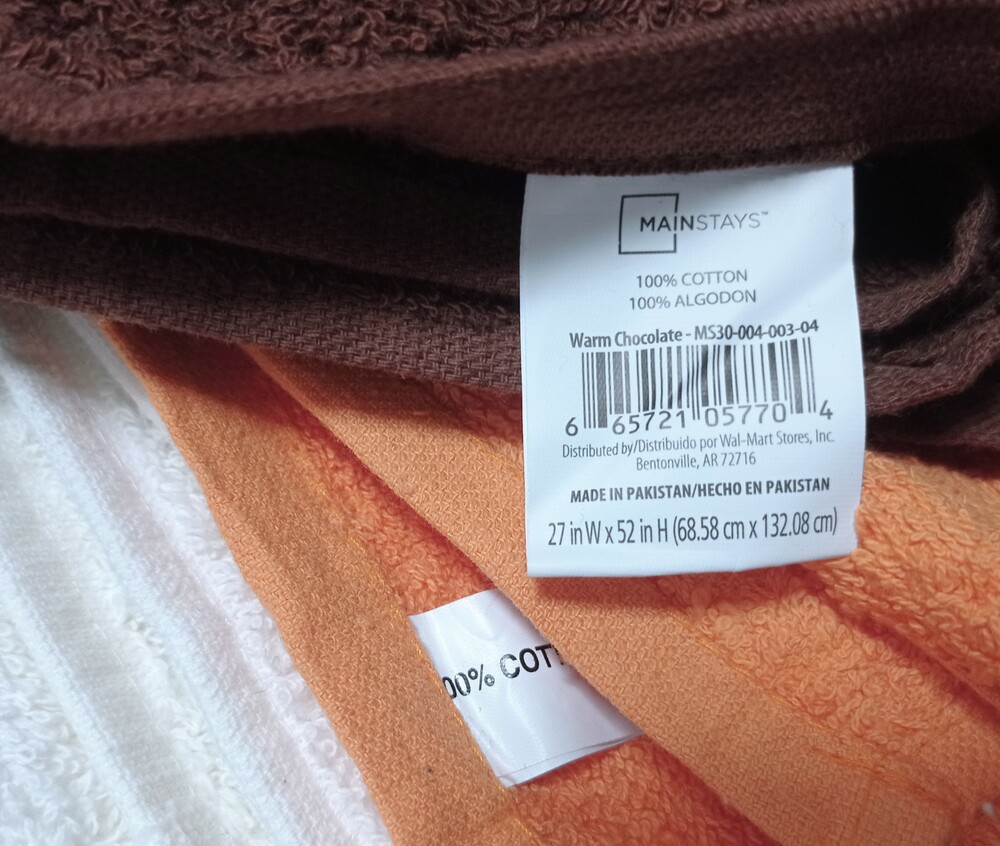 MAINSTAYS™
100% COTTON
100% ALGODON
Warm Chocolate - MS30-004-003-04
6 65721 05770 4
Distributed by/Distribuido por Wal-Mart Stores, Inc.
Bentonville, AR 72716
MADE IN PAKISTAN/HECHO EN PAKISTAN
27 in W x 52 in H (68.58 cm x 132.08 cm)
00% COT